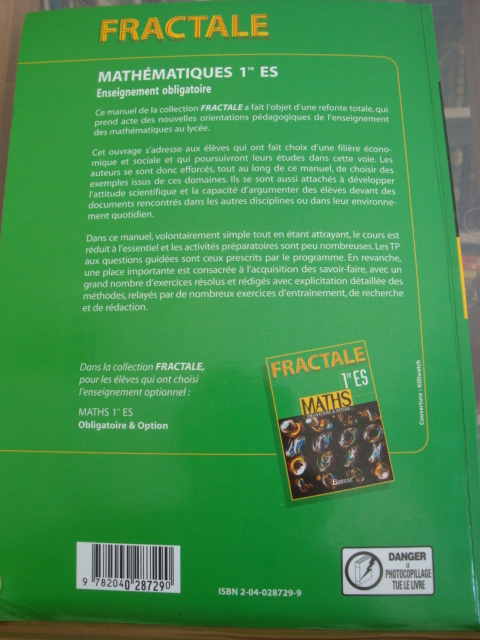 FRACTALE
MATHÉMATIQUES 1re ES
Enseignement obligatoire
Ce manuel de la collection FRACTALE a fait l'objet d'une refonte totale, qui
prend acte des nouvelles orientations pédagogiques de l'enseignement
des mathématiques au lycée.
Cet ouvrage s'adresse aux élèves qui ont fait choix d'une filière écono-
mique et sociale et qui poursuivront leurs études dans cette voie. Les
auteurs se sont donc efforcés, tout au long de ce manuel, de choisir des
exemples issus de ces domaines. Ils se sont aussi attachés à développer
l'attitude scientifique et la capacité d'argumenter des élèves devant des
documents rencontrés dans les autres disciplines ou dans leur environne-
ment quotidien.
Dans ce manuel, volontairement simple tout en étant attrayant, le cours est
réduit à l'essentiel et les activités préparatoires sont peu nombreuses. Les TP
aux questions guidées sont ceux prescrits par le programme. En revanche,
une place importante est consacrée à l'acquisition des savoir-faire, avec un
grand nombre d'exercices résolus et rédigés avec explicitation détaillée des
méthodes, relayés par de nombreux exercices d'entraînement, de recherche
et de rédaction.
Dans la collection FRACTALE,
pour les élèves qui ont choisi
l'enseignement optionnel :
MATHS 1re ES
Obligatoire & Option
FRACTALE
1re ES
MATHS
OBLIGATOIRE & OPTION
Bordas
Couverture : Killiwatch
9 782040 287290
ISBN 2-04-028729-9
DANGER
LE
PHOTOCOPILLAGE
TUE LE LIVRE